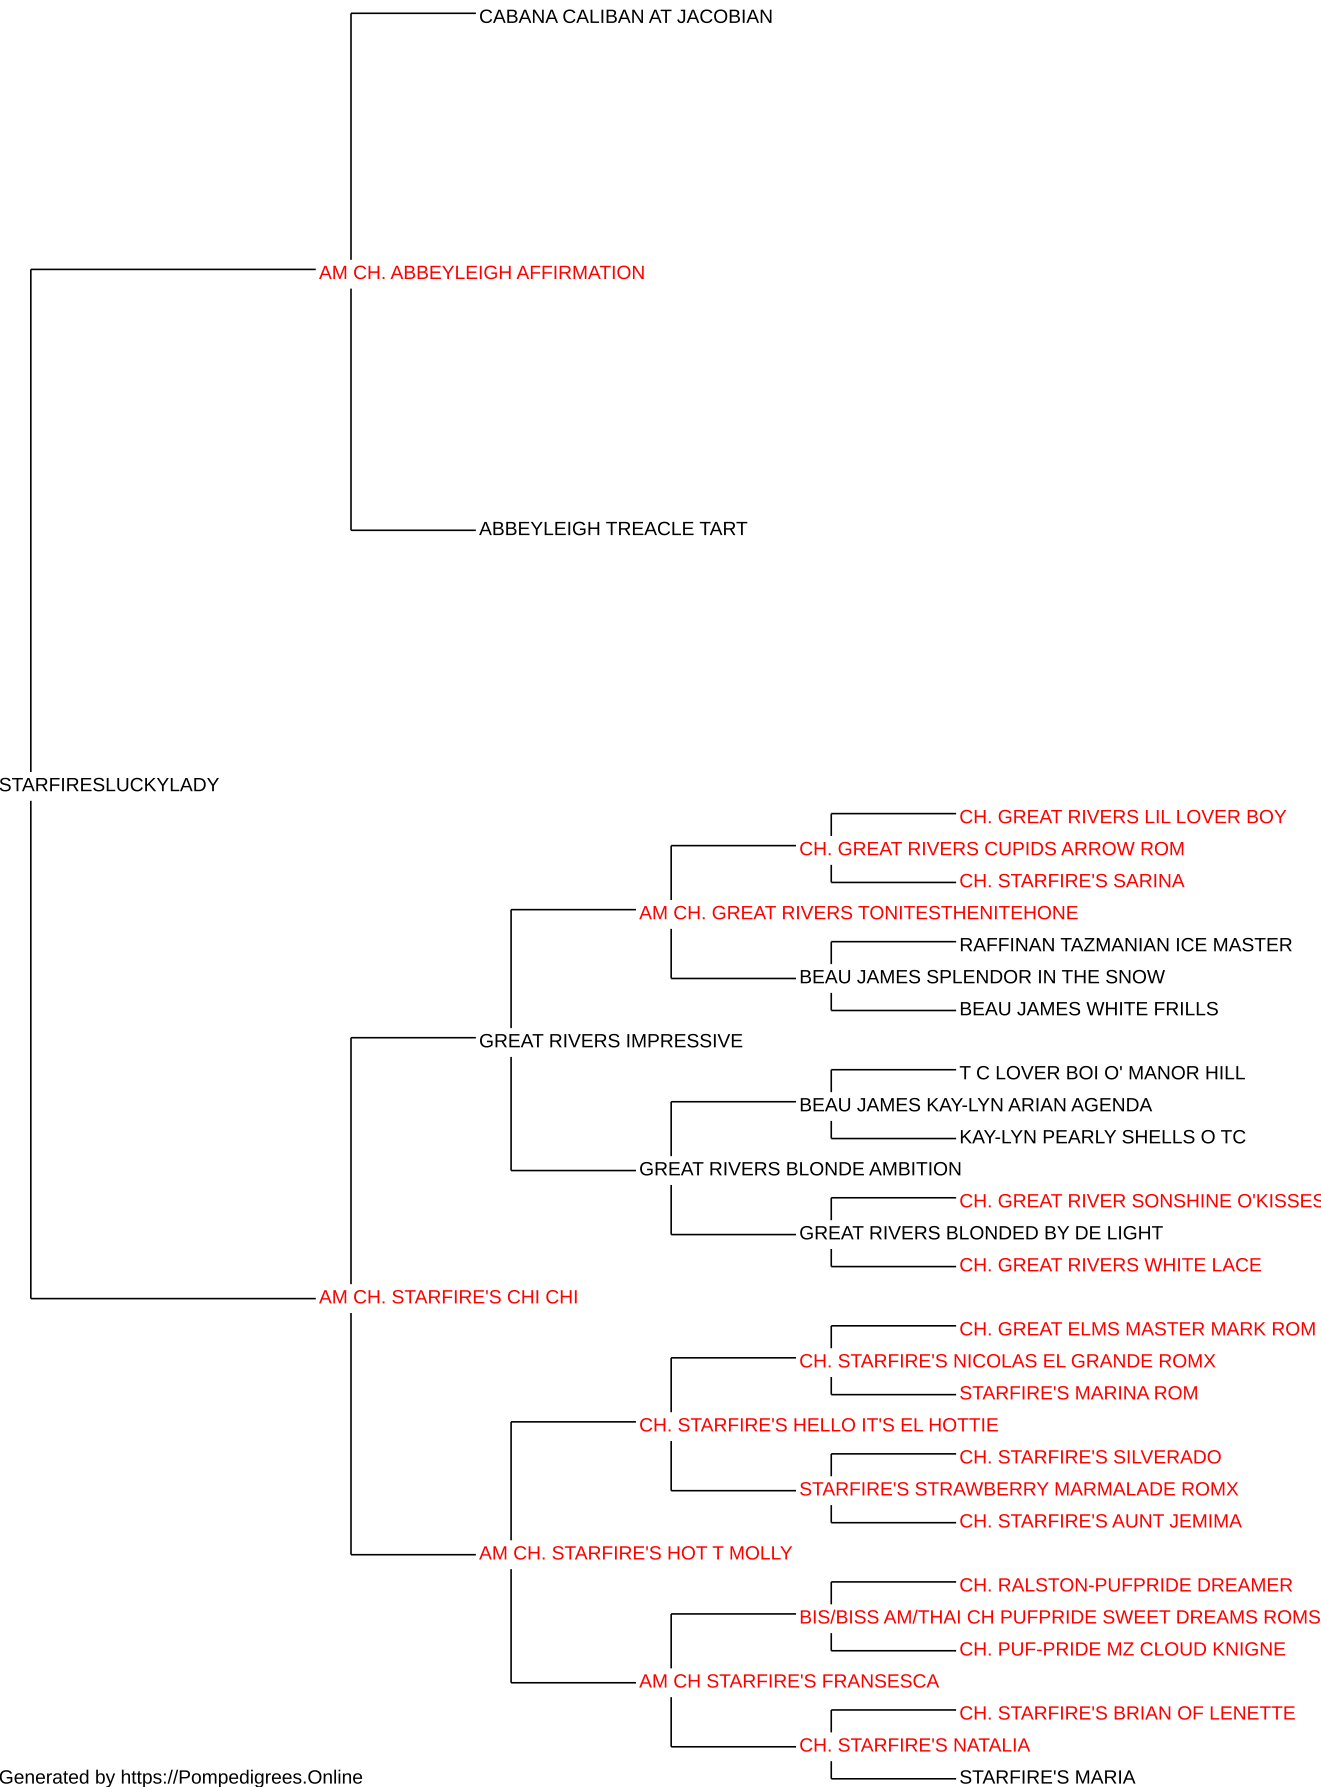 CABANA CALIBAN AT JACOBIAN
AM CH. ABBEYLEIGH AFFIRMATION
ABBEYLEIGH TREACLE TART
STARFIRESLUCKYLADY
CH. GREAT RIVERS LIL LOVER BOY
CH. GREAT RIVERS CUPIDS ARROW ROM
CH. STARFIRE'S SARINA
AM CH. GREAT RIVERS TONITESTHENITEHONE
RAFFINAN TAZMANIAN ICE MASTER
BEAU JAMES SPLENDOR IN THE SNOW
BEAU JAMES WHITE FRILLS
GREAT RIVERS IMPRESSIVE
T C LOVER BOI O' MANOR HILL
BEAU JAMES KAY-LYN ARIAN AGENDA
KAY-LYN PEARLY SHELLS O TC
GREAT RIVERS BLONDE AMBITION
CH. GREAT RIVER SONSHINE O'KISSES
GREAT RIVERS BLONDED BY DE LIGHT
CH. GREAT RIVERS WHITE LACE
AM CH. STARFIRE'S CHI CHI
CH. GREAT ELMS MASTER MARK ROM
CH. STARFIRE'S NICOLAS EL GRANDE ROMX
STARFIRE'S MARINA ROM
CH. STARFIRE'S HELLO IT'S EL HOTTIE
CH. STARFIRE'S SILVERADO
STARFIRE'S STRAWBERRY MARMALADE ROMX
CH. STARFIRE'S AUNT JEMIMA
AM CH. STARFIRE'S HOT T MOLLY
CH. RALSTON-PUFPRIDE DREAMER
BIS/BISS AM/THAI CH PUFPRIDE SWEET DREAMS ROMS
CH. PUF-PRIDE MZ CLOUD KNIGNE
AM CH STARFIRE'S FRANSESCA
CH. STARFIRE'S BRIAN OF LENETTE
CH. STARFIRE'S NATALIA
STARFIRE'S MARIA
Generated by https://Pompedigrees.Online